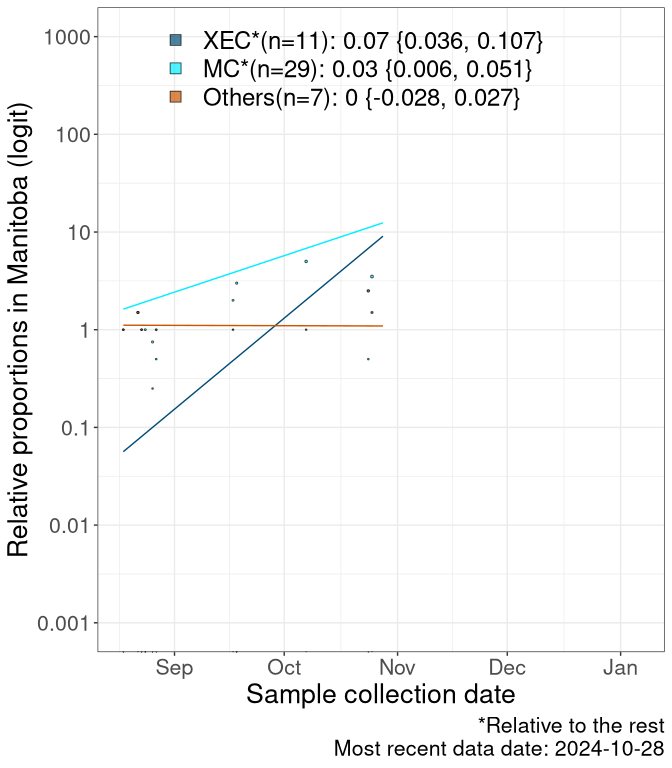 XEC*(n=11): 0.07 {0.036, 0.107}
MC*(n=29): 0.03 {0.006, 0.051}
Others(n=7): 0 {-0.028, 0.027}
Relative proportions in Manitoba (logit)
1000
100
10
1
0.1
0.01
0.001
Sep Oct Nov Dec Jan
Sample collection date
*Relative to the rest
Most recent data date: 2024-10-28